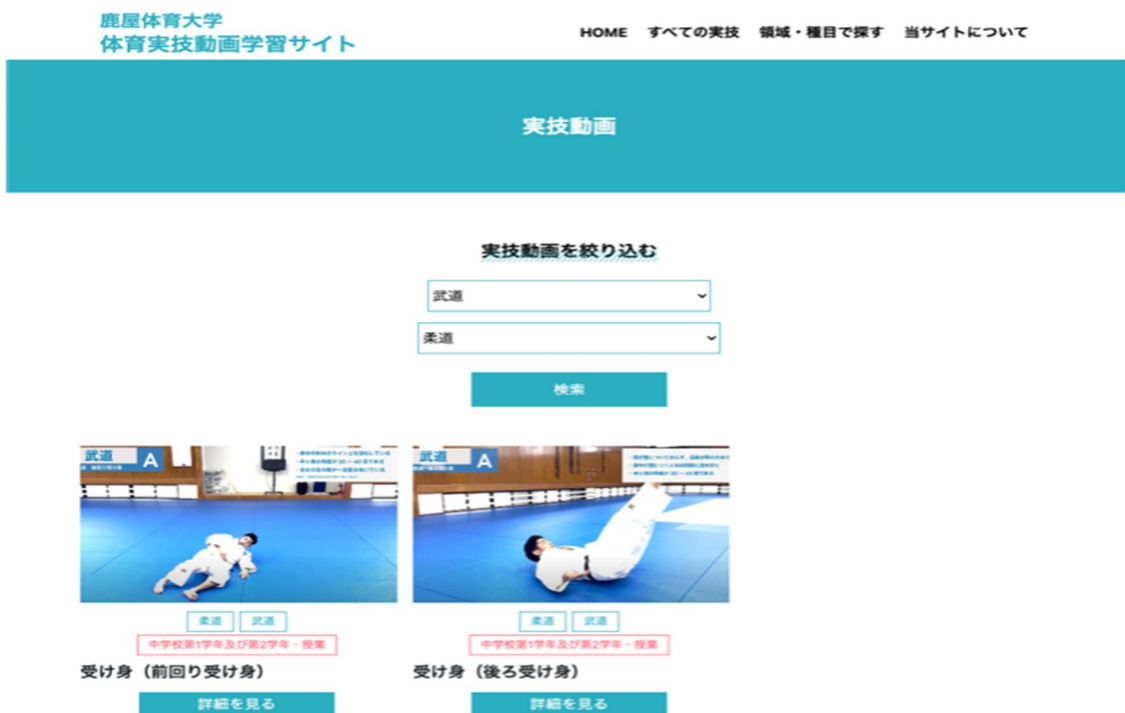 鹿屋体育大学
体育実技動画学習サイト
HOME すべての実技 領域・種目で探す 当サイトについて
実技動画
実技動画を絞り込む
武道
柔道
検索
武道 A
武道 A
柔道 武道
中学校第1学年及び第2学年・授業
受け身（前回り受け身）
詳細を見る
柔道 武道
中学校第1学年及び第2学年・授業
受け身（後ろ受け身）
詳細を見る